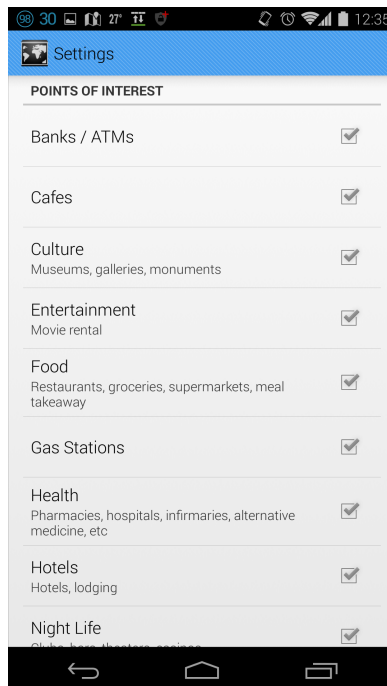 98 30 27° 12:35
Settings
POINTS OF INTEREST
Banks / ATMs
Cafes
Culture
Museums, galleries, monuments
Entertainment
Movie rental
Food
Restaurants, groceries, supermarkets, meal
takeaway
Gas Stations
Health
Pharmacies, hospitals, infirmaries, alternative
medicine, etc
Hotels
Hotels, lodging
Night Life